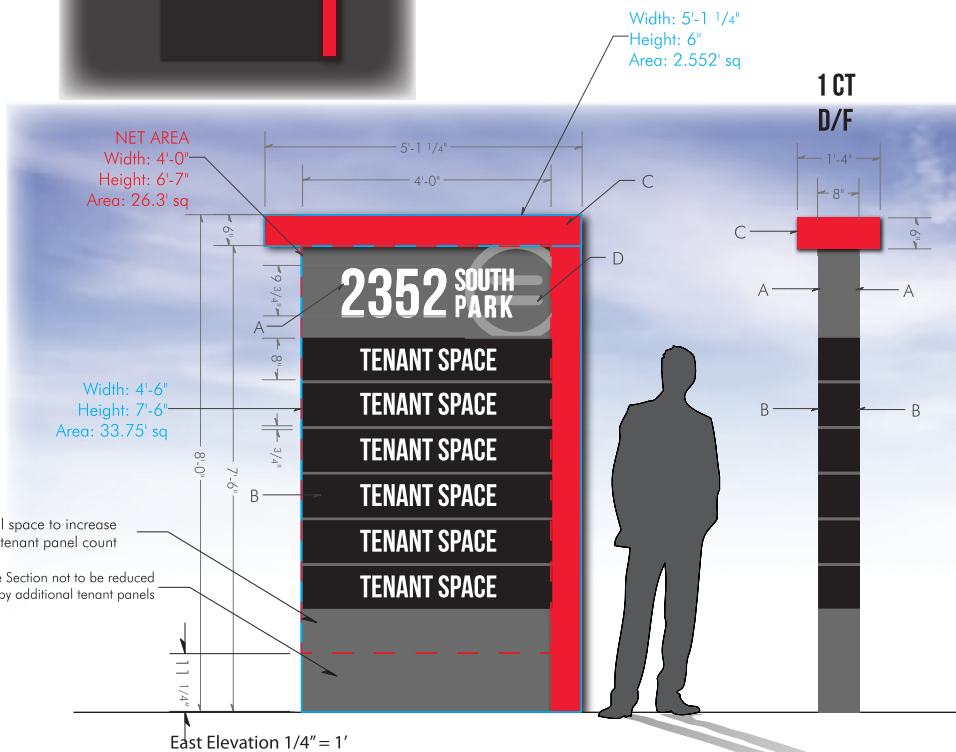 Width: 5'-1 1/4"
Height: 6"
Area: 2.552' sq
1 CT
D/F
NET AREA
Width: 4'-0"
Height: 6'-7"
Area: 26.3' sq
5'-1 1/4"
4'-0"
C
1'-4"
8"
6"
C
6"
D
2352 SOUTH
PARK
9 3/4"
A
A
A
8"
TENANT SPACE
Width: 4'-6"
Height: 7'-6"
Area: 33.75' sq
TENANT SPACE
B
B
3/4"
TENANT SPACE
8'-0"
7'-6"
B
TENANT SPACE
l space to increase
tenant panel count
TENANT SPACE
e Section not to be reduced
by additional tenant panels
TENANT SPACE
11 1/4"
East Elevation 1/4” = 1’